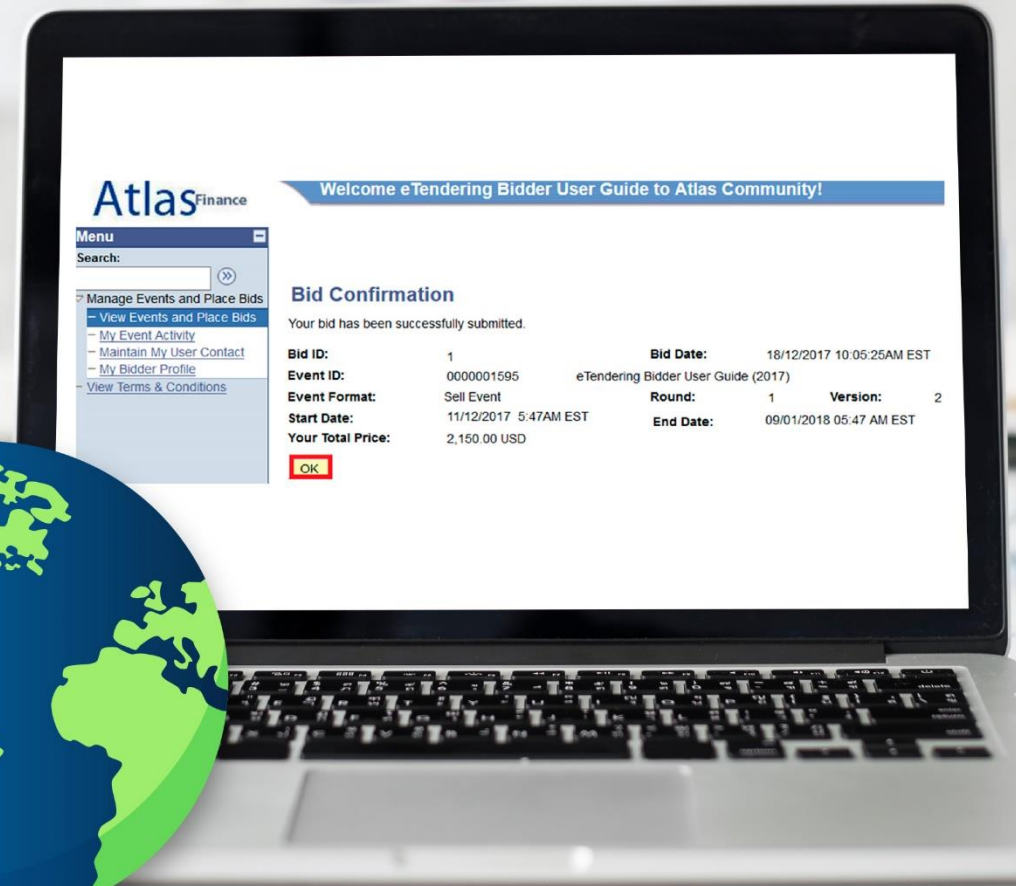 Atlas Finance
Welcome eTendering Bidder User Guide to Atlas Community!
Menu
Search:
Manage Events and Place Bids
View Events and Place Bids
My Event Activity
Maintain My User Contact
My Bidder Profile
View Terms & Conditions
Bid Confirmation
Your bid has been successfully submitted.
Bid ID: 1 Bid Date: 18/12/2017 10:05:25AM EST
Event ID: 0000001595 eTendering Bidder User Guide (2017)
Event Format: Sell Event Round: 1 Version: 2
Start Date: 11/12/2017 5:47AM EST End Date: 09/01/2018 05:47 AM EST
Your Total Price: 2,150.00 USD
OK
delete